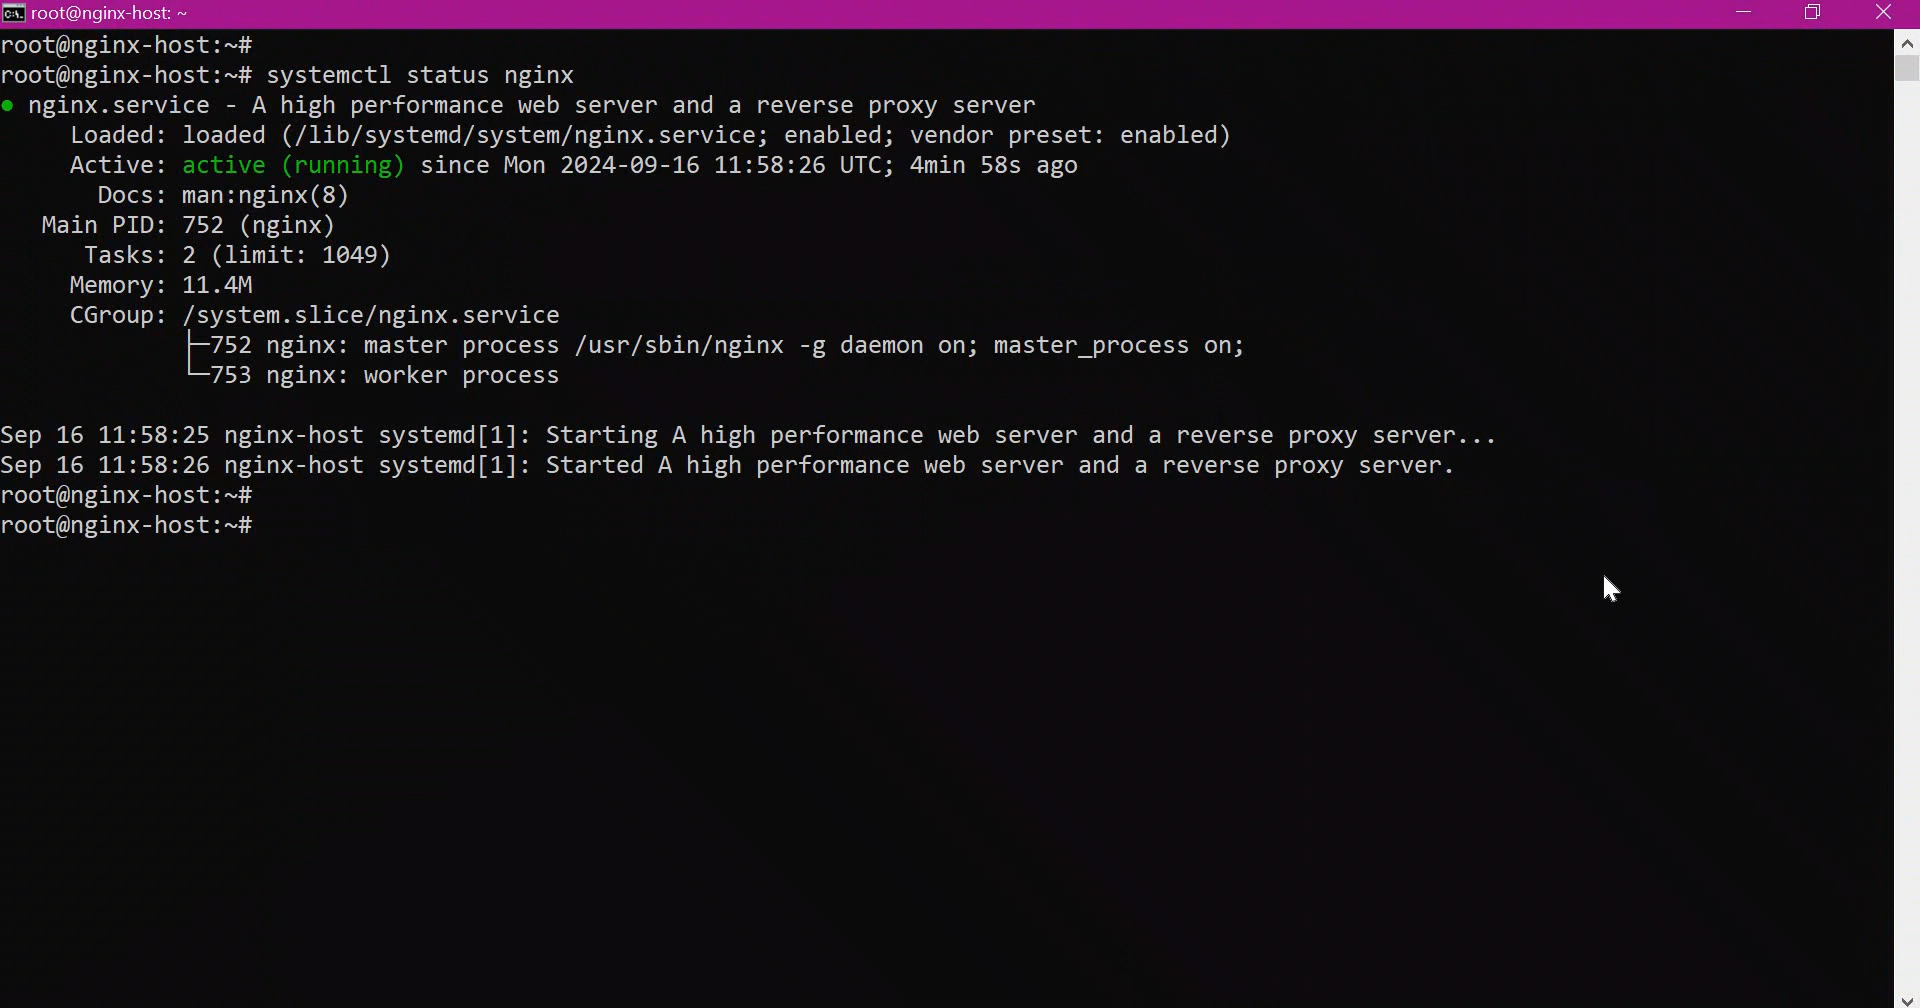 root@nginx-host: ~
root@nginx-host:~#
root@nginx-host:~# systemctl status nginx
● nginx.service - A high performance web server and a reverse proxy server
     Loaded: loaded (/lib/systemd/system/nginx.service; enabled; vendor preset: enabled)
     Active: active (running) since Mon 2024-09-16 11:58:26 UTC; 4min 58s ago
       Docs: man:nginx(8)
   Main PID: 752 (nginx)
      Tasks: 2 (limit: 1049)
     Memory: 11.4M
     CGroup: /system.slice/nginx.service
             ├─752 nginx: master process /usr/sbin/nginx -g daemon on; master_process on;
             └─753 nginx: worker process
Sep 16 11:58:25 nginx-host systemd[1]: Starting A high performance web server and a reverse proxy server...
Sep 16 11:58:26 nginx-host systemd[1]: Started A high performance web server and a reverse proxy server.
root@nginx-host:~#
root@nginx-host:~#